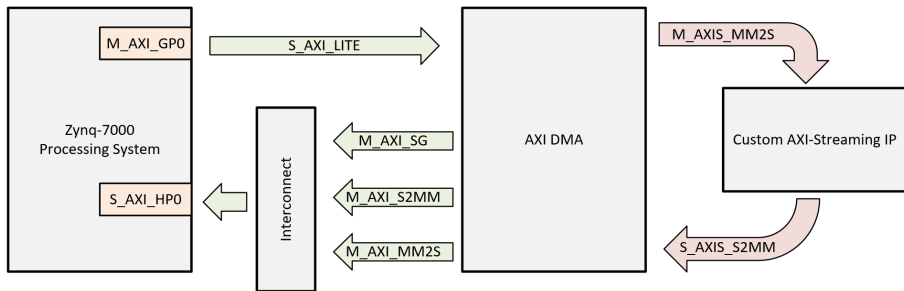 M_AXI_GP0
S_AXI_LITE
M_AXIS_MM2S
Zynq-7000
Processing System
Interconnect
M_AXI_SG
AXI DMA
Custom AXI-Streaming IP
S_AXI_HP0
M_AXI_S2MM
M_AXI_MM2S
S_AXIS_S2MM